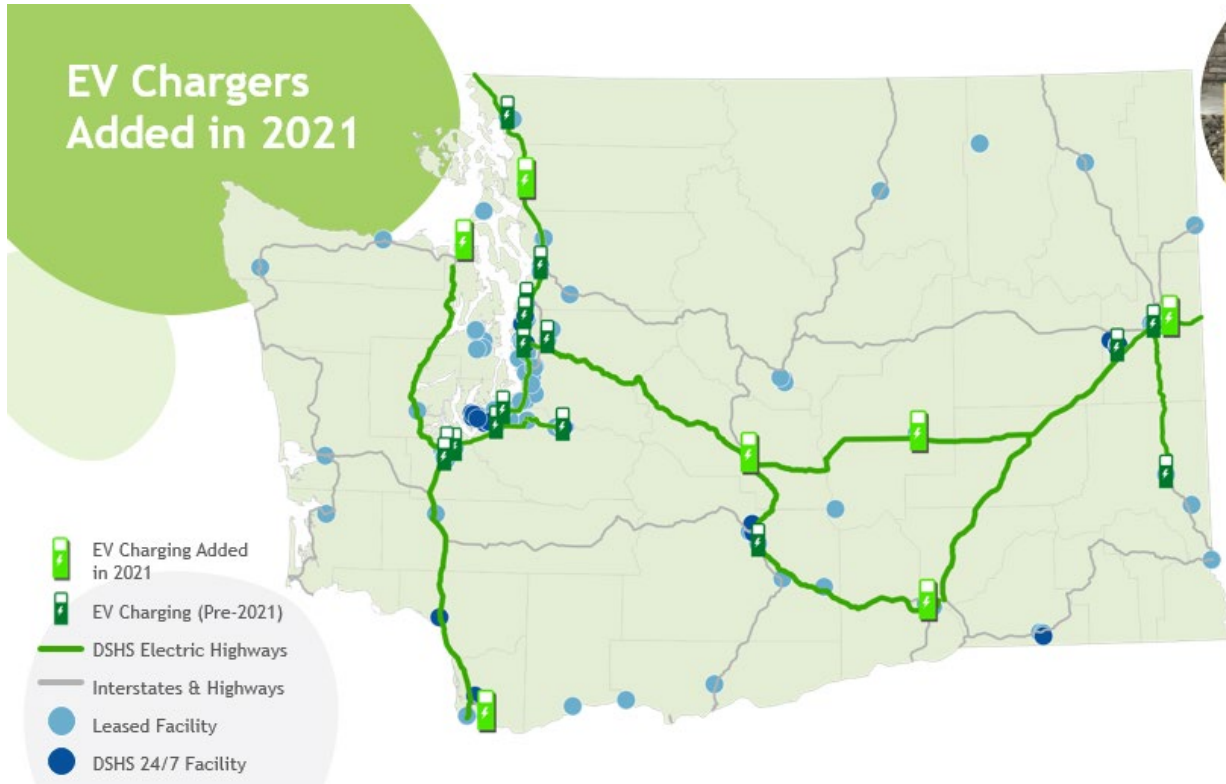 EV Chargers
Added in 2021
EV Charging Added
in 2021
EV Charging (Pre-2021)
DSHS Electric Highways
Interstates & Highways
Leased Facility
DSHS 24/7 Facility